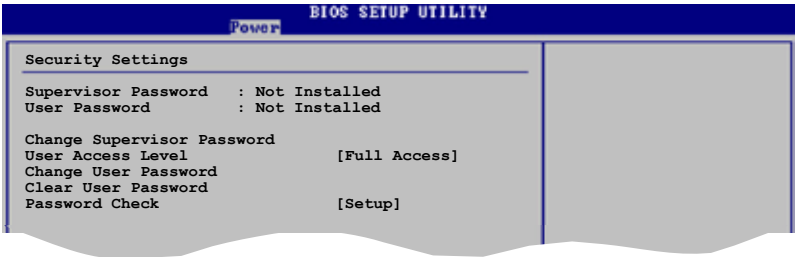 BIOS SETUP UTILITY
Power
Security Settings
Supervisor Password : Not Installed
User Password : Not Installed
Change Supervisor Password
User Access Level [Full Access]
Change User Password
Clear User Password
Password Check [Setup]